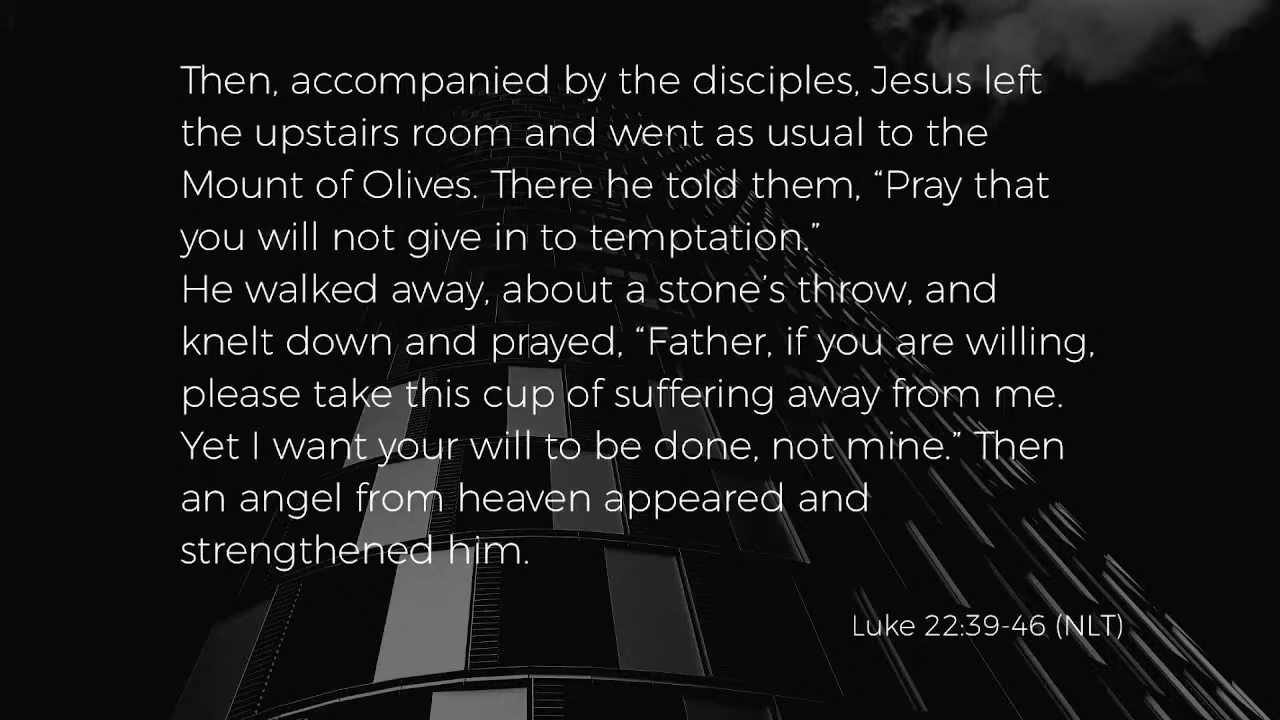 Then, accompanied by the disciples, Jesus left
the upstairs room and went as usual to the
Mount of Olives. There he told them, “Pray that
you will not give in to temptation.”
He walked away, about a stone’s throw, and
knelt down and prayed, “Father, if you are willing,
please take this cup of suffering away from me.
Yet I want your will to be done, not mine.” Then
an angel from heaven appeared and
strengthened him.
Luke 22:39-46 (NLT)